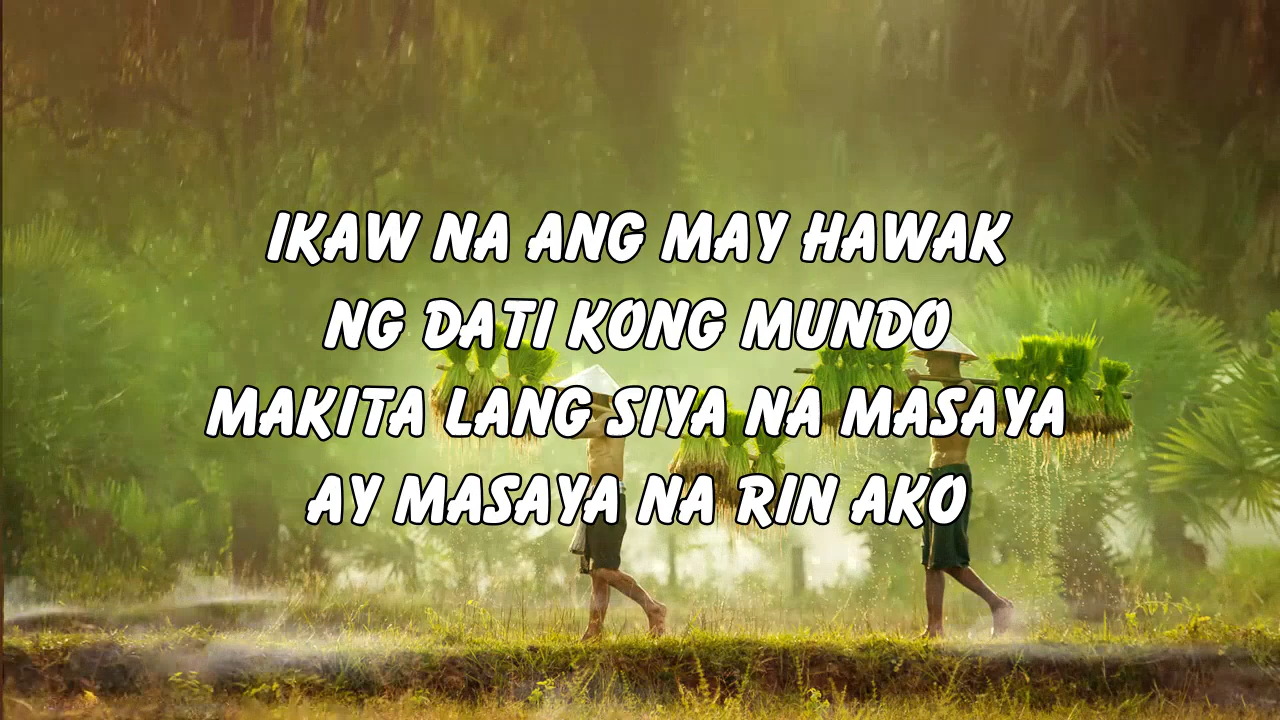 IKAW NA ANG MAY HAWAK
NG DATI KONG MUNDO
MAKITA LANG SIYA NA MASAYA
AY MASAYA NA RIN AKO